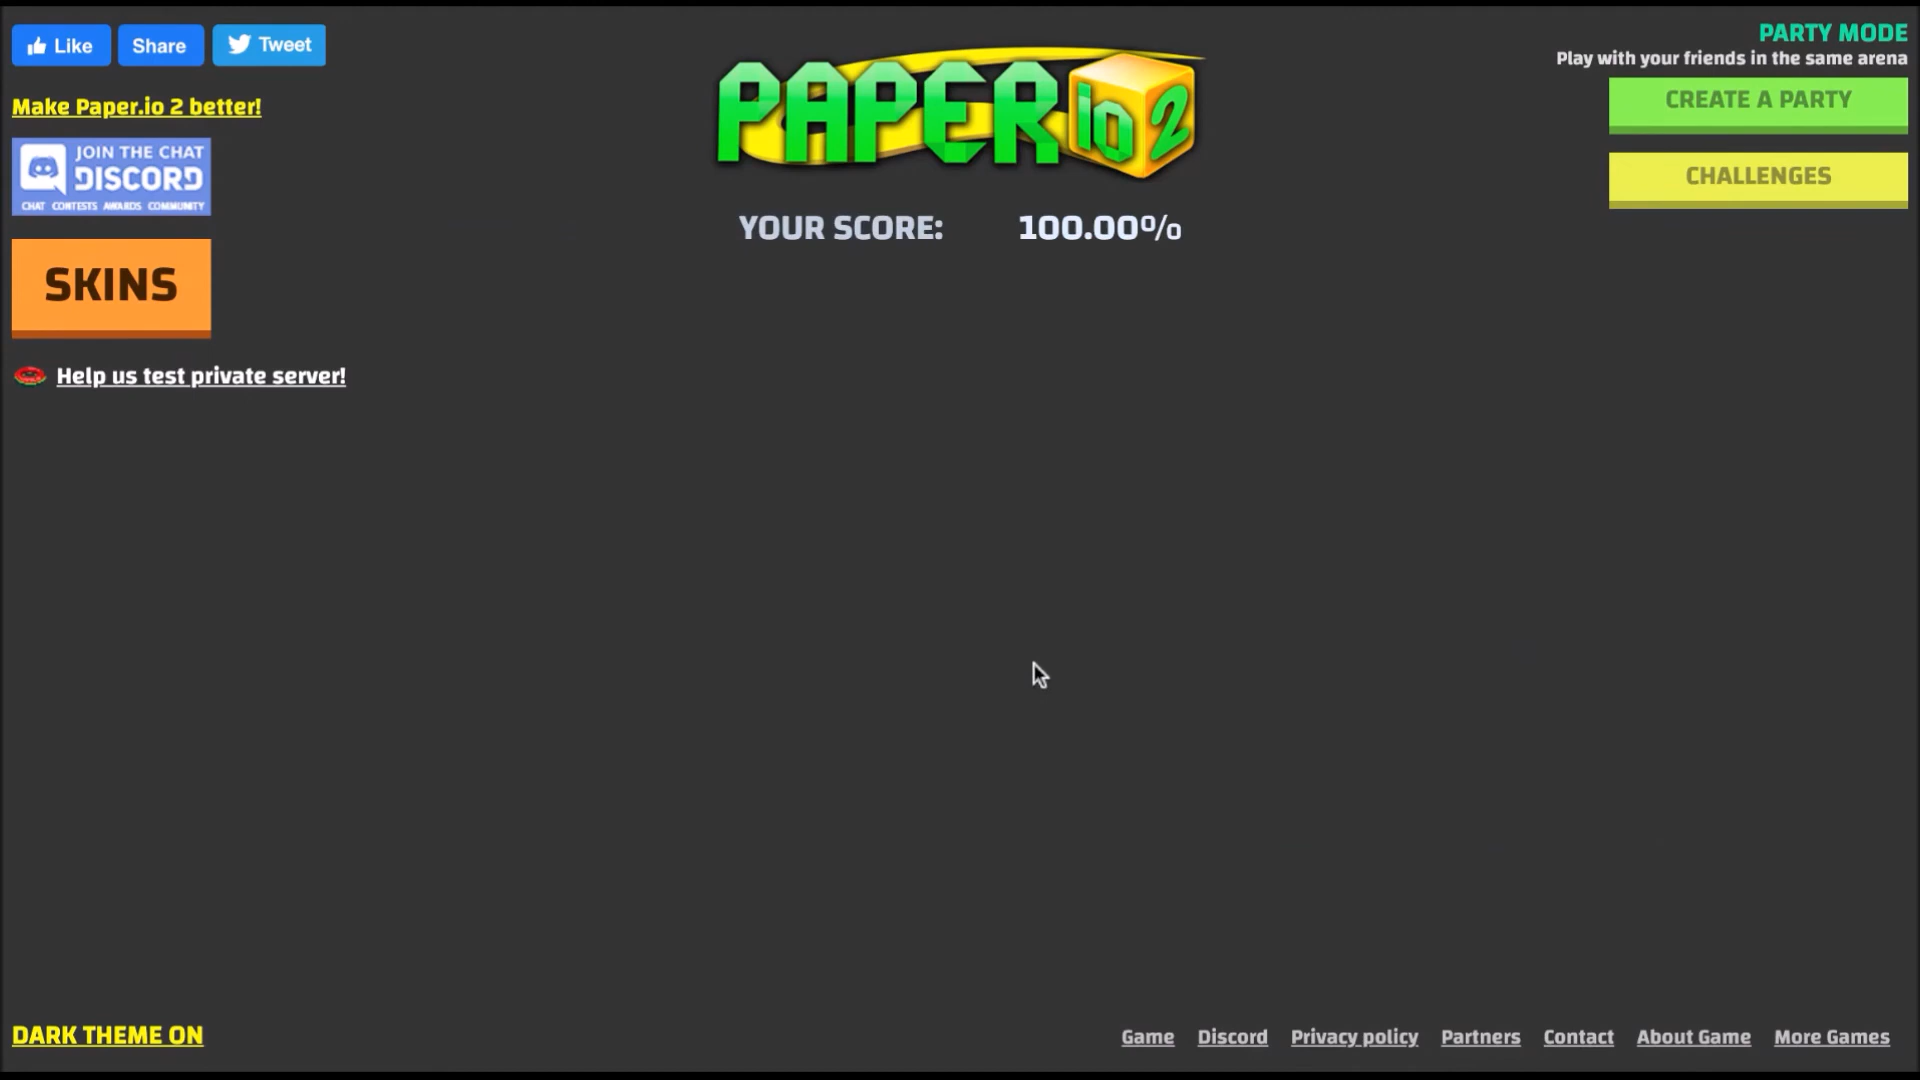 Like Share Tweet
Make Paper.io 2 better!
JOIN THE CHAT
DISCORD
CHAT CONTESTS AWARDS COMMUNITY
SKINS
Help us test private server!
PAPER io 2
YOUR SCORE: 100.00%
PARTY MODE
Play with your friends in the same arena
CREATE A PARTY
CHALLENGES
DARK THEME ON
Game Discord Privacy policy Partners Contact About Game More Games